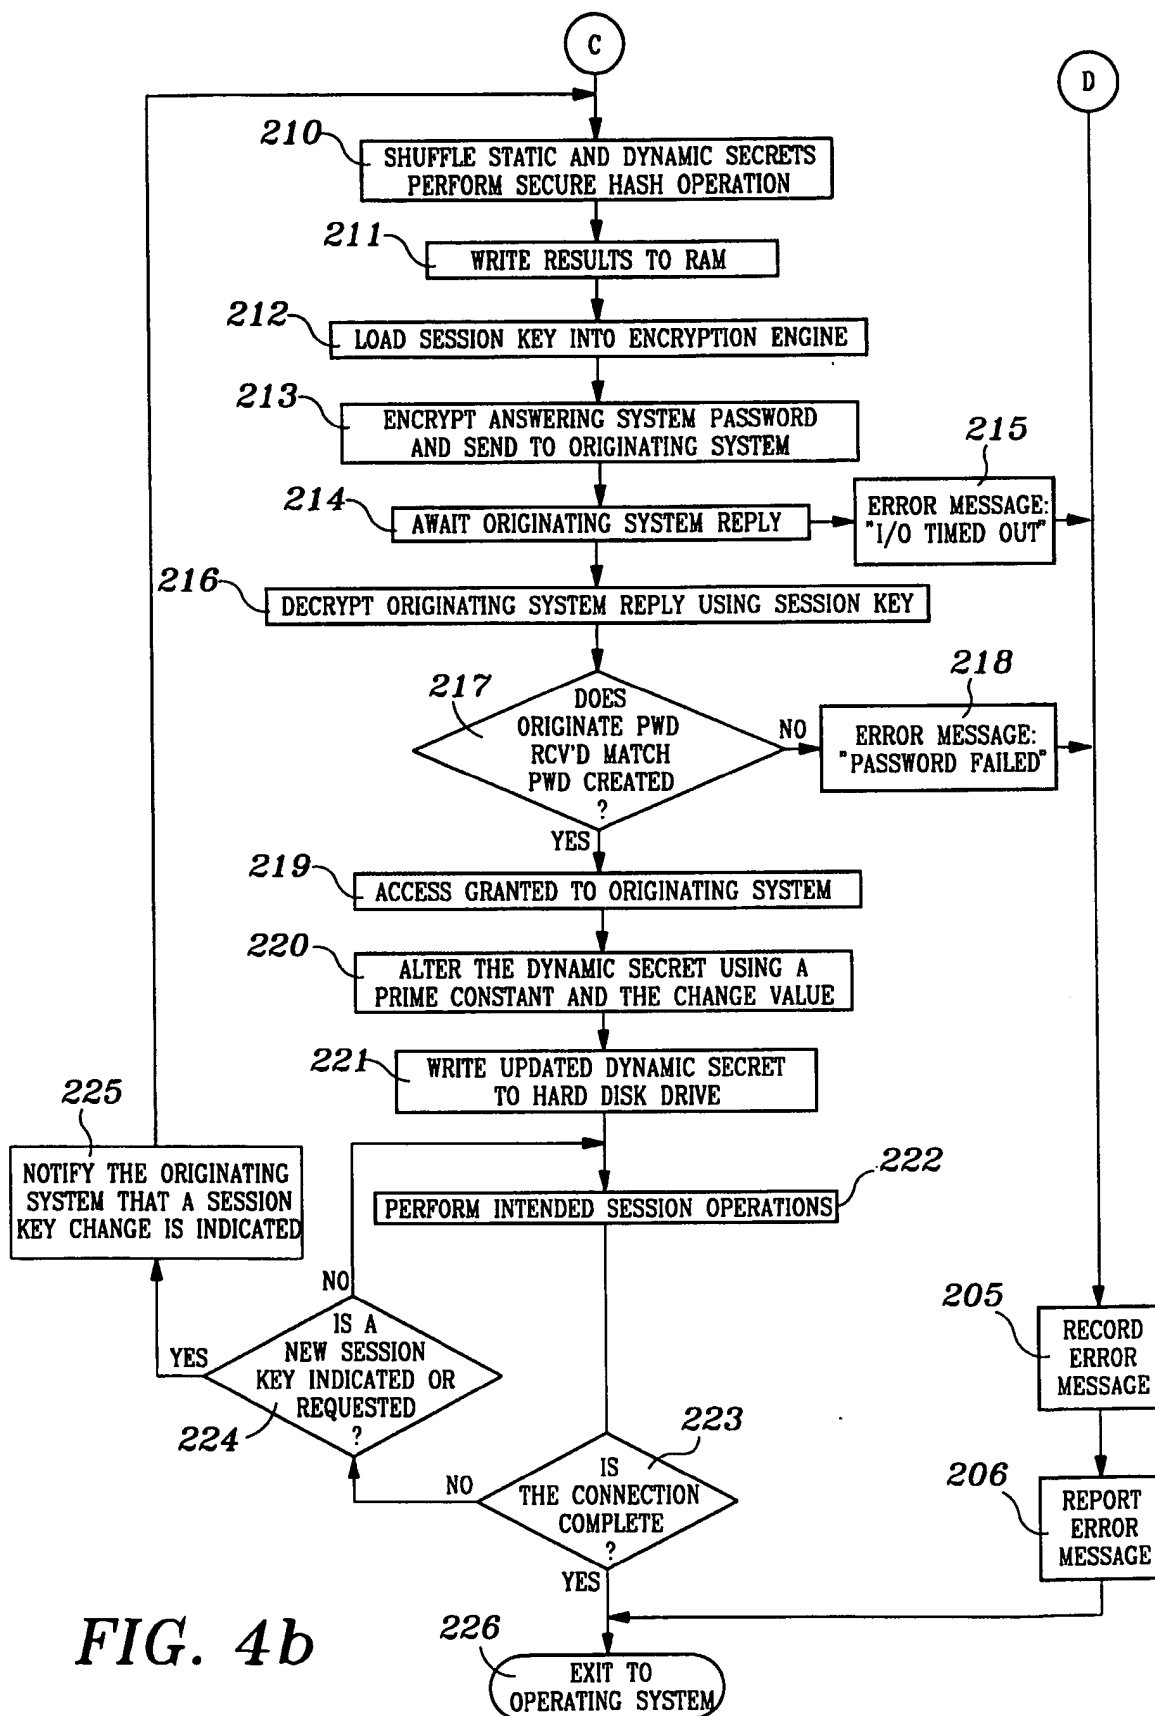 C
D
210
SHUFFLE STATIC AND DYNAMIC SECRETS
PERFORM SECURE HASH OPERATION
211
WRITE RESULTS TO RAM
212
LOAD SESSION KEY INTO ENCRYPTION ENGINE
213
ENCRYPT ANSWERING SYSTEM PASSWORD
AND SEND TO ORIGINATING SYSTEM
214
AWAIT ORIGINATING SYSTEM REPLY
215
ERROR MESSAGE:
"I/O TIMED OUT"
216
DECRYPT ORIGINATING SYSTEM REPLY USING SESSION KEY
217
DOES
ORIGINATE PWD
RCV'D MATCH
PWD CREATED
?
NO
218
ERROR MESSAGE:
"PASSWORD FAILED"
YES
219
ACCESS GRANTED TO ORIGINATING SYSTEM
220
ALTER THE DYNAMIC SECRET USING A
PRIME CONSTANT AND THE CHANGE VALUE
221
WRITE UPDATED DYNAMIC SECRET
TO HARD DISK DRIVE
225
NOTIFY THE ORIGINATING
SYSTEM THAT A SESSION
KEY CHANGE IS INDICATED
222
PERFORM INTENDED SESSION OPERATIONS
NO
YES
IS A
NEW SESSION
KEY INDICATED OR
REQUESTED
?
224
205
RECORD
ERROR
MESSAGE
223
IS
THE CONNECTION
COMPLETE
?
NO
YES
206
REPORT
ERROR
MESSAGE
226
EXIT TO
OPERATING SYSTEM
FIG. 4b